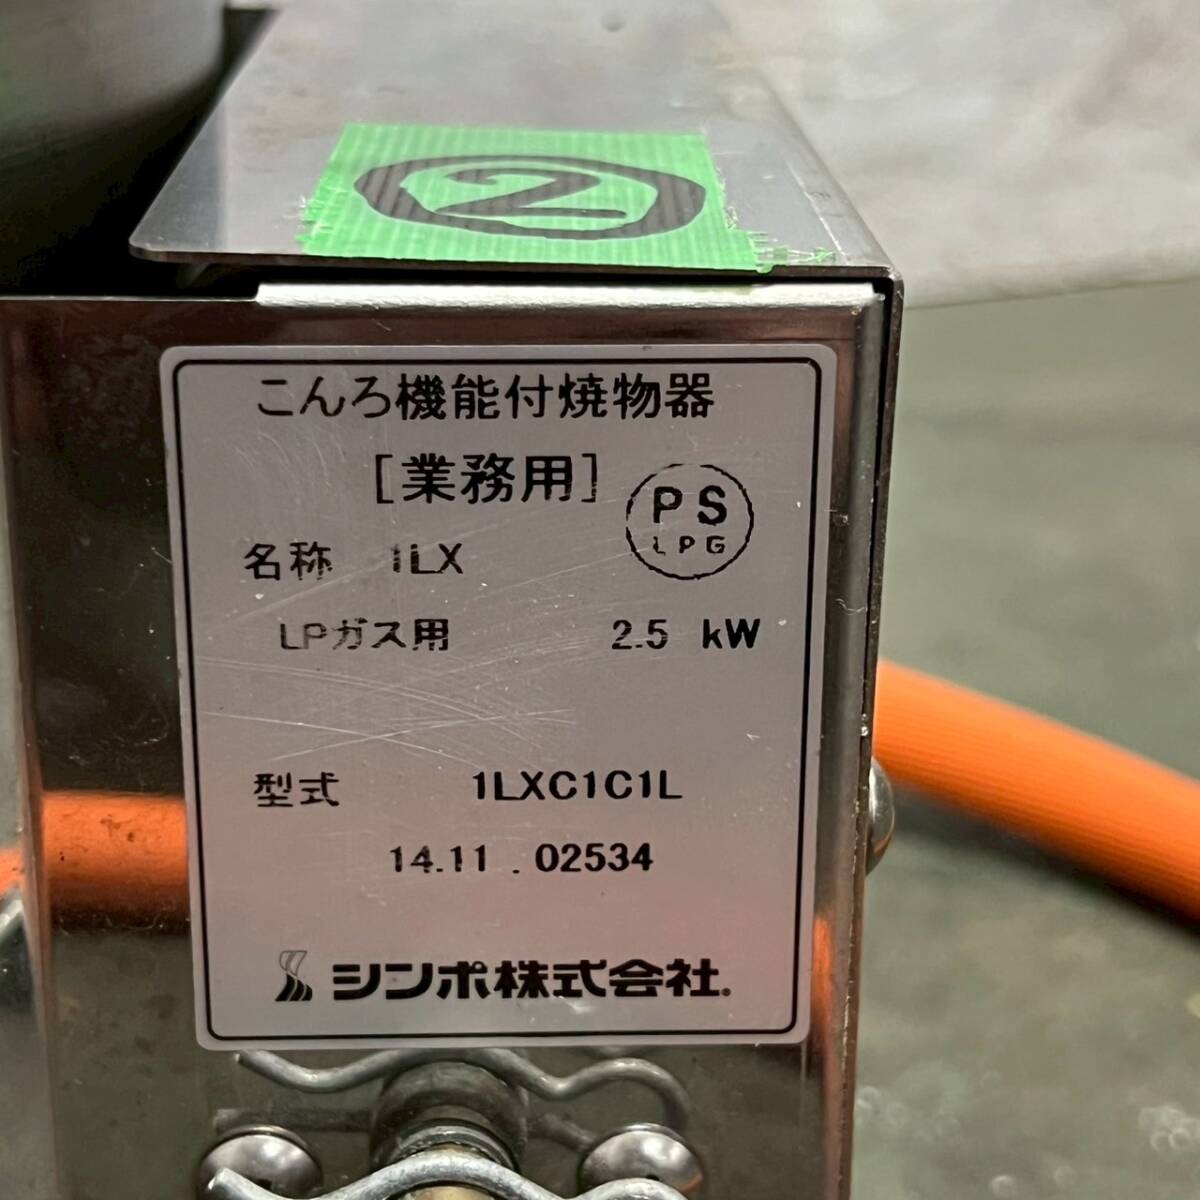 ②
こんろ機能付焼物器
[業務用]
PS
LPG
名称 1LX
LPガス用 2.5 kW
型式 1LXC1C1L
14.11 . 02534
シンポ株式会社.